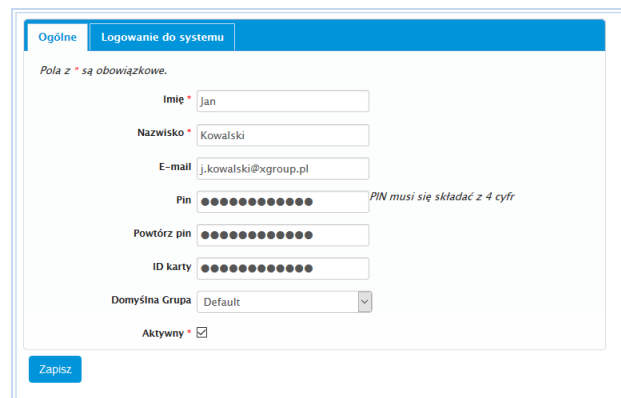 Ogólne Logowanie do systemu
Pola z * są obowiązkowe.
Imię * Jan
Nazwisko * Kowalski
E-mail j.kowalski@xgroup.pl
Pin ●●●●●●●●●●●● PIN musi się składać z 4 cyfr
Powtórz pin ●●●●●●●●●●●●
ID karty ●●●●●●●●●●●●
Domyślna Grupa Default
Aktywny *
Zapisz